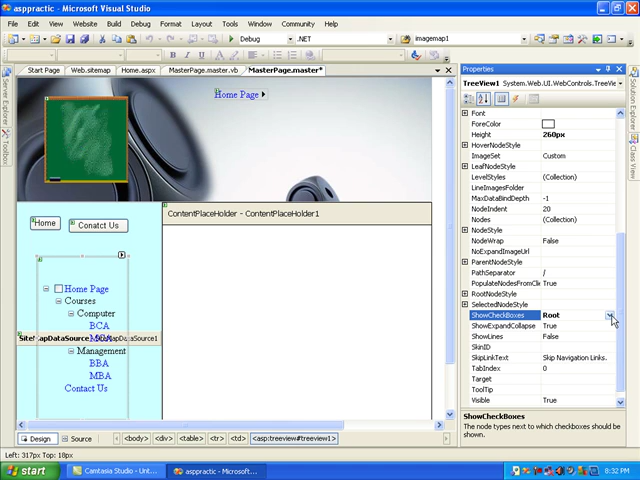 asppractic - Microsoft Visual Studio
File Edit View Website Build Debug Format Layout Tools Window Community Help
Debug .NET imagemap1
Start Page Web.sitemap Home.aspx MasterPage.master.vb MasterPage.master*
Server Explorer
Toolbox
Home Page
Home
Conatct Us
ContentPlaceHolder - ContentPlaceHolder1
Home Page
Courses
Computer
BCA
MCA
SiteMapDataSource
Management
BBA
MBA
Contact Us
Design Source <body> <div> <table> <tr> <td> <asp:treeview#treeview1>
Left: 317px Top: 18px
Properties
TreeView1 System.Web.UI.WebControls.TreeView
Font
ForeColor
Height 260px
HoverNodeStyle
ImageSet Custom
LeafNodeStyle
LevelStyles (Collection)
LineImagesFolder
MaxDataBindDepth -1
NodeIndent 20
Nodes (Collection)
NodeStyle
NodeWrap False
NoExpandImageUrl
ParentNodeStyle
PathSeparator /
PopulateNodesFromCli True
RootNodeStyle
SelectedNodeStyle
ShowCheckBoxes Root
ShowExpandCollapse True
ShowLines False
SkinID
SkipLinkText Skip Navigation Links.
TabIndex 0
Target
ToolTip
Visible True
ShowCheckBoxes
The node types next to which checkboxes should be shown.
Solution Explorer
Class View
start Camtasia Studio - Unt... asppractic - Microsof... 8:32 PM